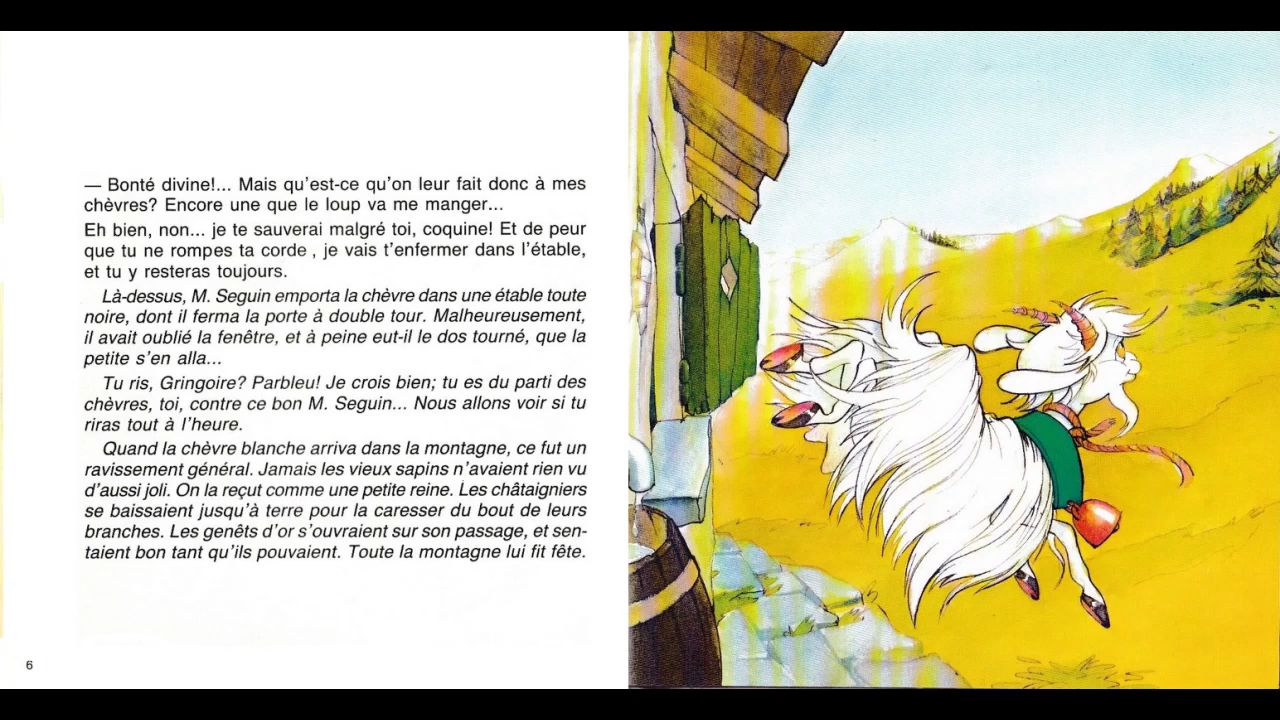 — Bonté divine!... Mais qu'est-ce qu'on leur fait donc à mes
chèvres? Encore une que le loup va me manger...
Eh bien, non... je te sauverai malgré toi, coquine! Et de peur
que tu ne rompes ta corde , je vais t'enfermer dans l'étable,
et tu y resteras toujours.
Là-dessus, M. Seguin emporta la chèvre dans une étable toute
noire, dont il ferma la porte à double tour. Malheureusement,
il avait oublié la fenêtre, et à peine eut-il le dos tourné, que la
petite s'en alla...
Tu ris, Gringoire? Parbleu! Je crois bien; tu es du parti des
chèvres, toi, contre ce bon M. Seguin... Nous allons voir si tu
riras tout à l'heure.
Quand la chèvre blanche arriva dans la montagne, ce fut un
ravissement général. Jamais les vieux sapins n'avaient rien vu
d'aussi joli. On la reçut comme une petite reine. Les châtaigniers
se baissaient jusqu'à terre pour la caresser du bout de leurs
branches. Les genêts d'or s'ouvraient sur son passage, et sen-
taient bon tant qu'ils pouvaient. Toute la montagne lui fit fête.
6